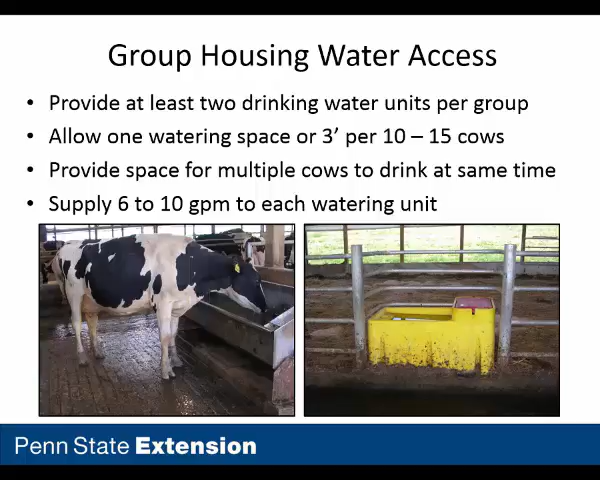 Group Housing Water Access
• Provide at least two drinking water units per group
• Allow one watering space or 3’ per 10 – 15 cows
• Provide space for multiple cows to drink at same time
• Supply 6 to 10 gpm to each watering unit
Penn State Extension